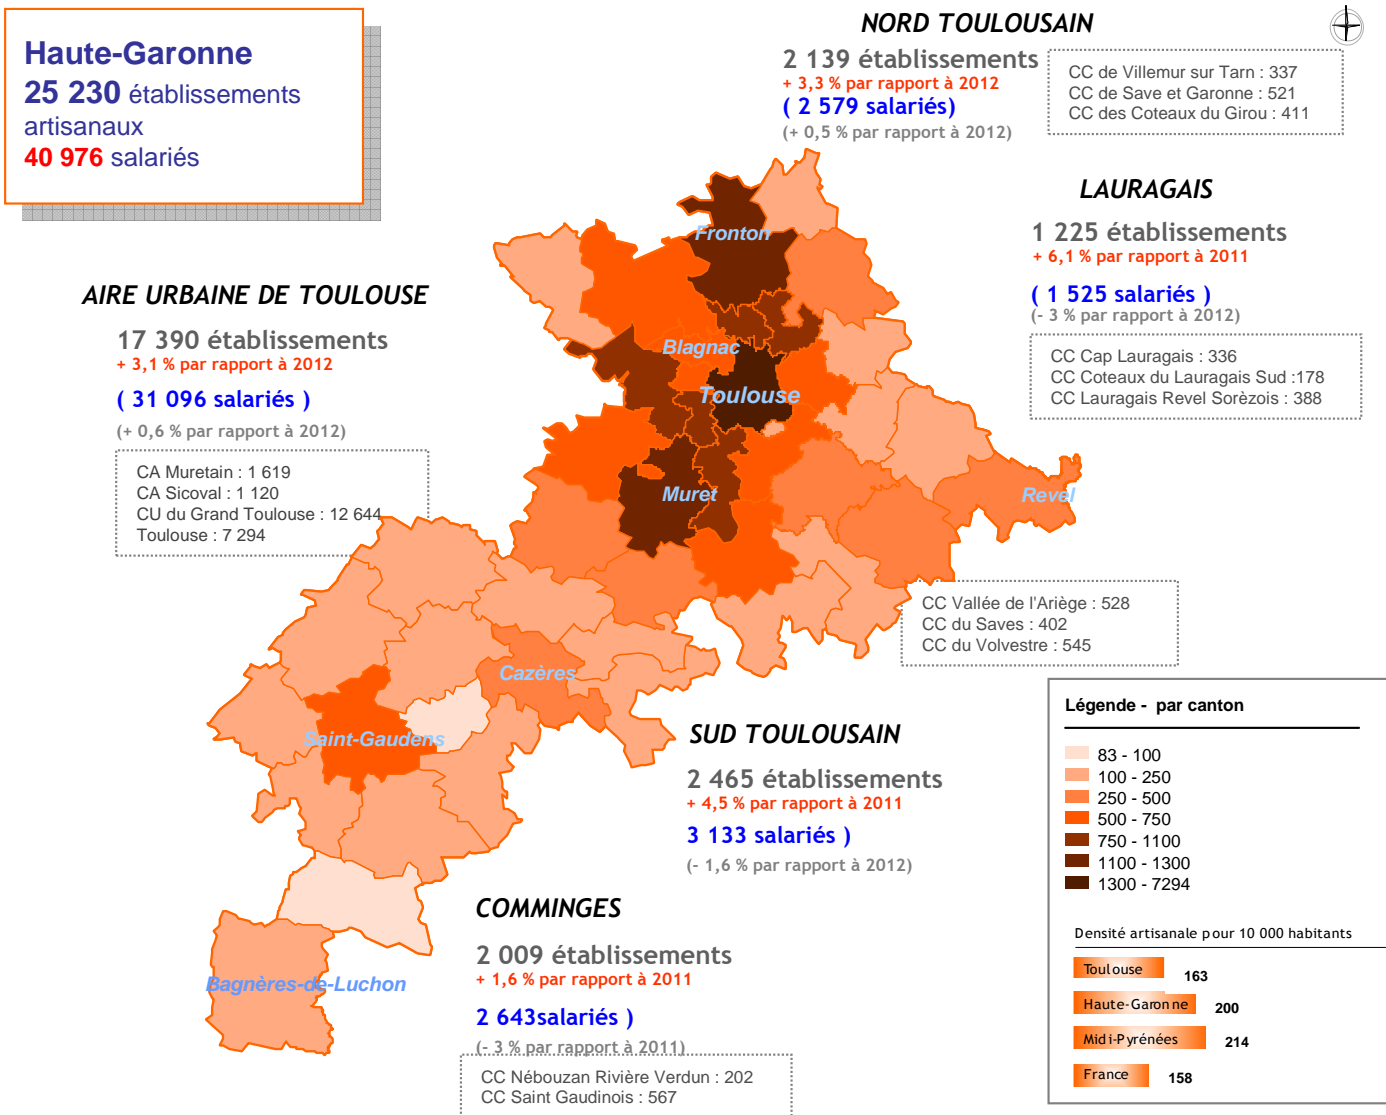 Haute-Garonne
25 230 établissements
artisanaux
40 976 salariés
NORD TOULOUSAIN
2 139 établissements
+ 3,3 % par rapport à 2012
( 2 579 salariés)
(+ 0,5 % par rapport à 2012)
CC de Villemur sur Tarn : 337
CC de Save et Garonne : 521
CC des Coteaux du Girou : 411
LAURAGAIS
1 225 établissements
+ 6,1 % par rapport à 2011
( 1 525 salariés )
(- 3 % par rapport à 2012)
CC Cap Lauragais : 336
CC Coteaux du Lauragais Sud :178
CC Lauragais Revel Sorèzois : 388
AIRE URBAINE DE TOULOUSE
17 390 établissements
+ 3,1 % par rapport à 2012
( 31 096 salariés )
(+ 0,6 % par rapport à 2012)
CA Muretain : 1 619
CA Sicoval : 1 120
CU du Grand Toulouse : 12 644
Toulouse : 7 294
Fronton
Blagnac
Toulouse
Muret
Revel
Cazères
Saint-Gaudens
Bagnères-de-Luchon
CC Vallée de l'Ariège : 528
CC du Saves : 402
CC du Volvestre : 545
SUD TOULOUSAIN
2 465 établissements
+ 4,5 % par rapport à 2011
3 133 salariés )
(- 1,6 % par rapport à 2012)
COMMINGES
2 009 établissements
+ 1,6 % par rapport à 2011
2 643salariés )
(- 3 % par rapport à 2011)
CC Nébouzan Rivière Verdun : 202
CC Saint Gaudinois : 567
Légende - par canton
83 - 100
100 - 250
250 - 500
500 - 750
750 - 1100
1100 - 1300
1300 - 7294
Densité artisanale pour 10 000 habitants
Toulouse 163
Haute-Garonne 200
Midi-Pyrénées 214
France 158